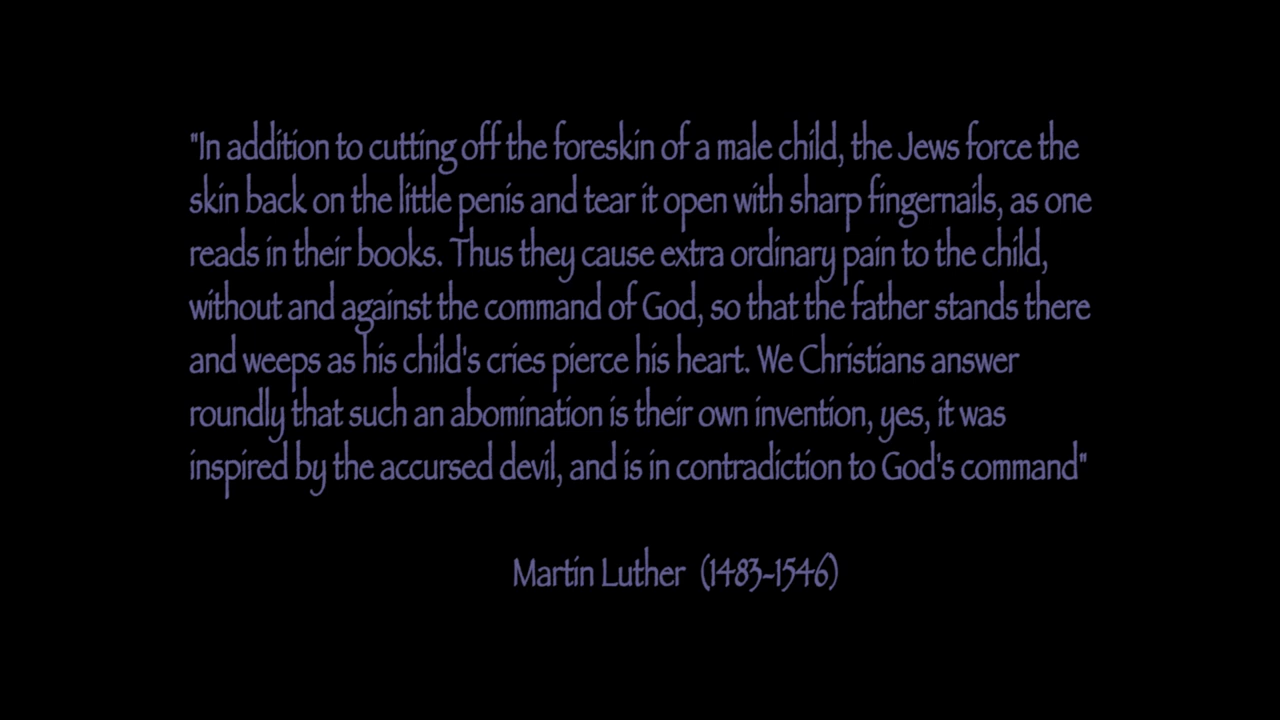 "In addition to cutting off the foreskin of a male child, the Jews force the
skin back on the little penis and tear it open with sharp fingernails, as one
reads in their books. Thus they cause extra ordinary pain to the child,
without and against the command of God, so that the father stands there
and weeps as his child's cries pierce his heart. We Christians answer
roundly that such an abomination is their own invention, yes, it was
inspired by the accursed devil, and is in contradiction to God's command"
Martin Luther (1483-1546)